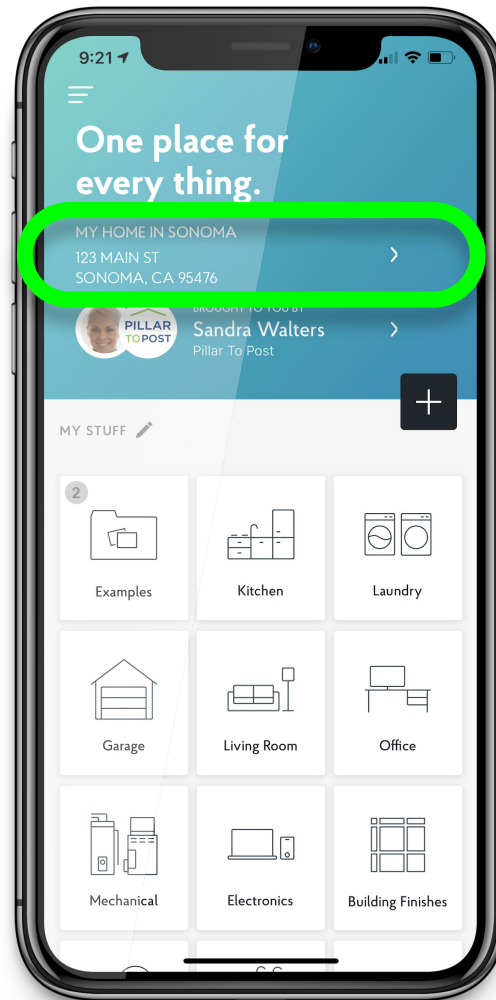 9:21
One place for
every thing.
MY HOME IN SONOMA
123 MAIN ST
SONOMA, CA 95476
BROUGHT TO YOU BY
PILLAR
TO POST
Sandra Walters
Pillar To Post
MY STUFF
2
Examples
Kitchen
Laundry
Garage
Living Room
Office
Mechanical
Electronics
Building Finishes